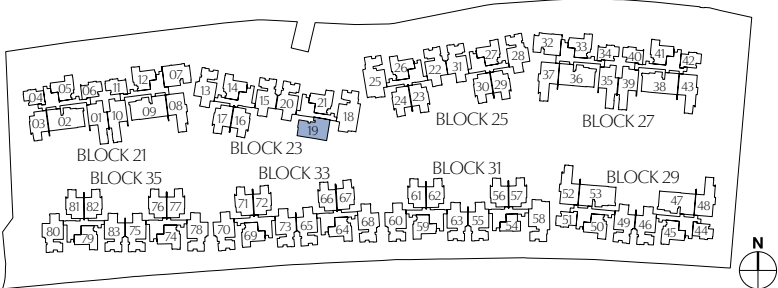 32 33 34 40 41 42
25 26 22 31 27 28
37 36 35 39 38 43
04 05 06 11 12 07
13 14 15 20 21 18
24 23 30 29
03 02 01 10 09 08
17 16 19
BLOCK 25
BLOCK 27
BLOCK 21
BLOCK 23
BLOCK 35
BLOCK 33
BLOCK 31
BLOCK 29
81 82 76 77
71 72 66 67
61 62 56 57
52 53 47 48
80 79 83 75 74 78
70 69 73 65 64 68
60 59 63 55 54 58
51 50 49 46 45 44
N